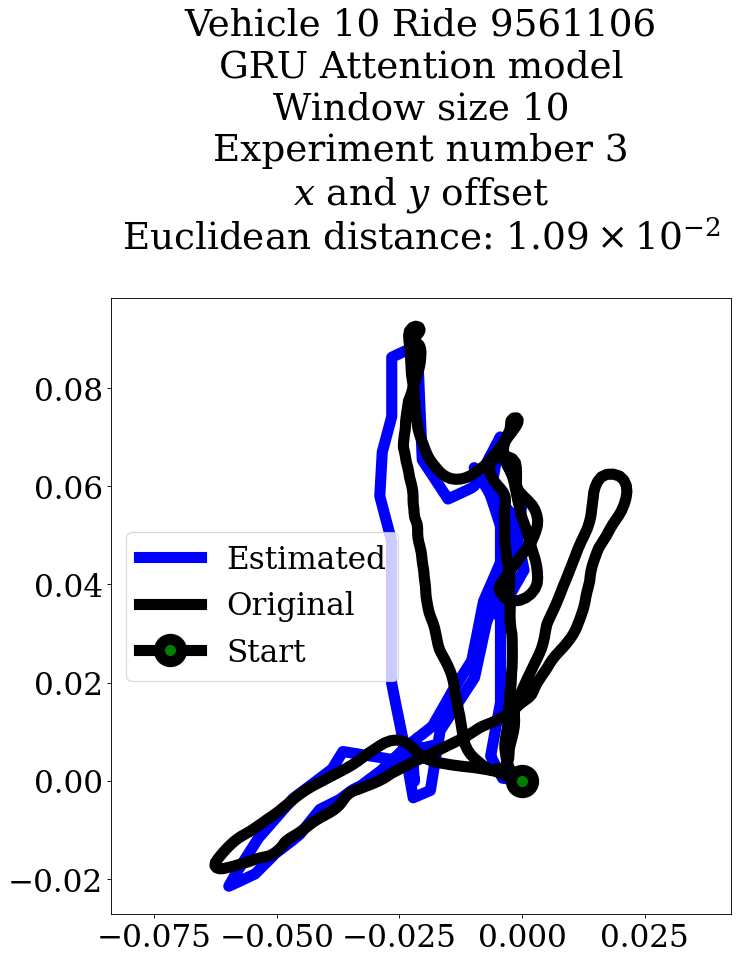 Vehicle 10 Ride 9561106
GRU Attention model
Window size 10
Experiment number 3
x and y offset
Euclidean distance: 1.09 × 10⁻²
0.08
0.06
0.04
0.02
0.00
−0.02
Estimated
Original
Start
−0.075 −0.050 −0.025 0.000 0.025